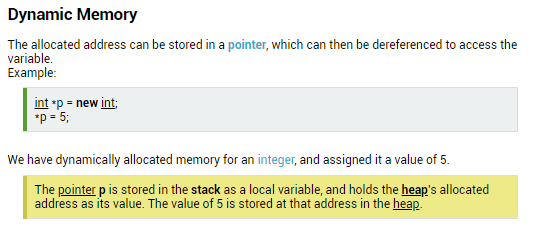 Dynamic Memory
The allocated address can be stored in a pointer, which can then be dereferenced to access the
variable.
Example:
int *p = new int;
*p = 5;
We have dynamically allocated memory for an integer, and assigned it a value of 5.
The pointer p is stored in the stack as a local variable, and holds the heap's allocated
address as its value. The value of 5 is stored at that address in the heap.